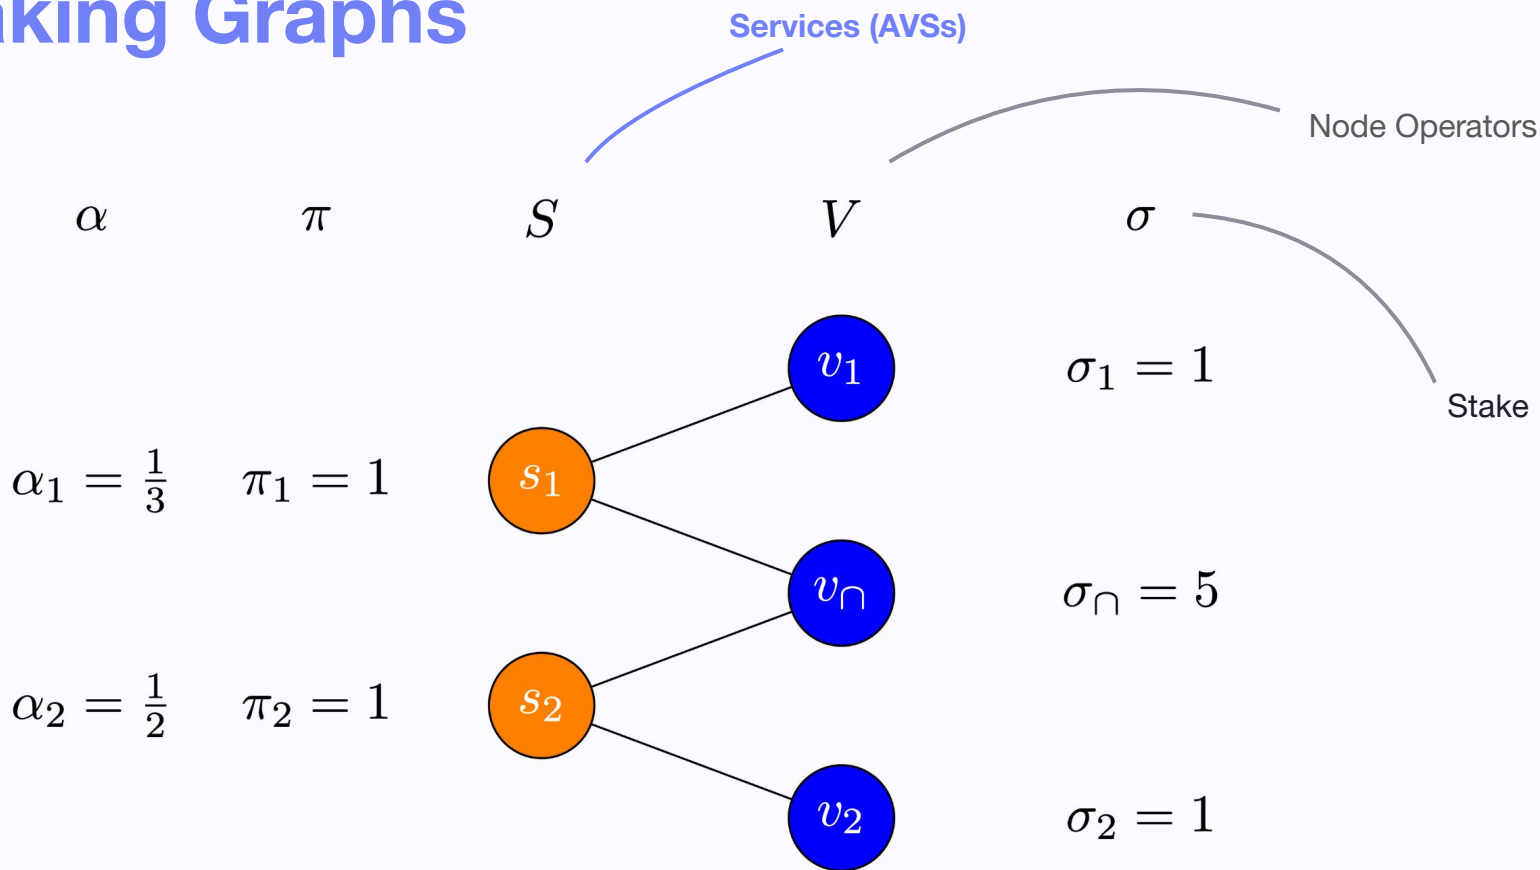 aking Graphs
Services (AVSs)
Node Operators
α π S V σ
v₁ σ₁ = 1
Stake
α₁ = 1/3 π₁ = 1 s₁
v∩ σ∩ = 5
α₂ = 1/2 π₂ = 1 s₂
v₂ σ₂ = 1